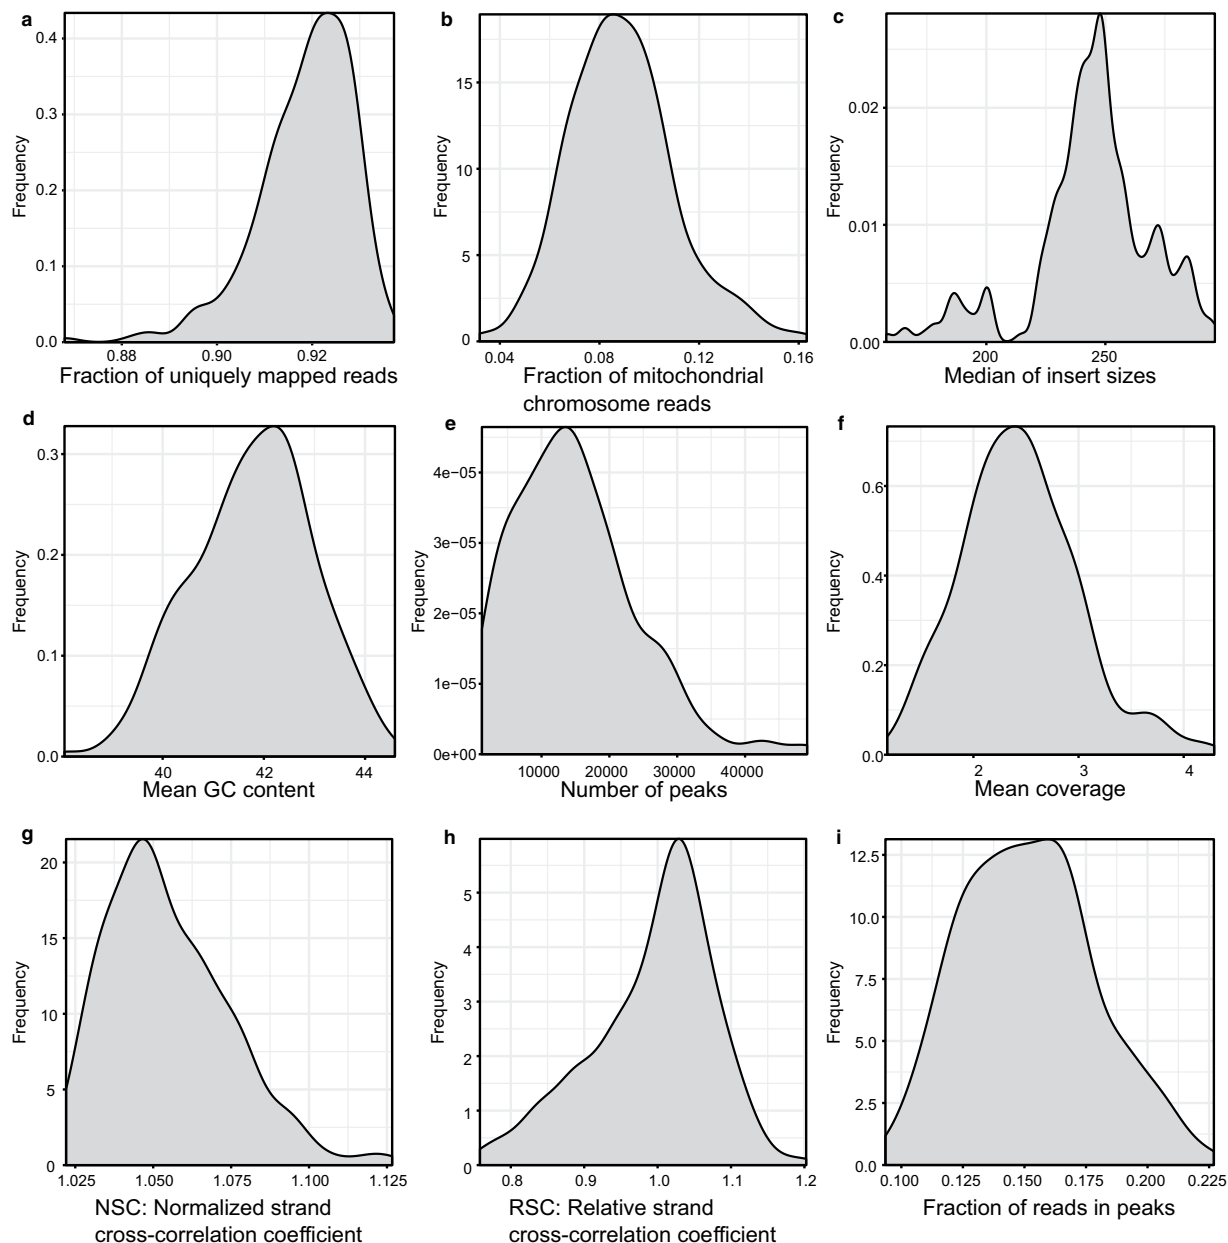 a
0.4
0.3
0.2
0.1
0.0
Frequency
0.88
0.90
0.92
Fraction of uniquely mapped reads
b
15
10
5
0
Frequency
0.04
0.08
0.12
0.16
Fraction of mitochondrial
chromosome reads
c
0.02
0.01
0.00
Frequency
200
250
Median of insert sizes
d
0.3
0.2
0.1
0.0
Frequency
40
42
44
Mean GC content
e
4e−05
3e−05
2e−05
1e−05
0e+00
Frequency
10000
20000
30000
40000
Number of peaks
f
0.6
0.4
0.2
0.0
Frequency
2
3
4
Mean coverage
g
20
15
10
5
0
Frequency
1.025
1.050
1.075
1.100
1.125
NSC: Normalized strand
cross-correlation coefficient
h
5
4
3
2
1
0
Frequency
0.8
0.9
1.0
1.1
1.2
RSC: Relative strand
cross-correlation coefficient
i
12.5
10.0
7.5
5.0
2.5
0.0
Frequency
0.100
0.125
0.150
0.175
0.200
0.225
Fraction of reads in peaks